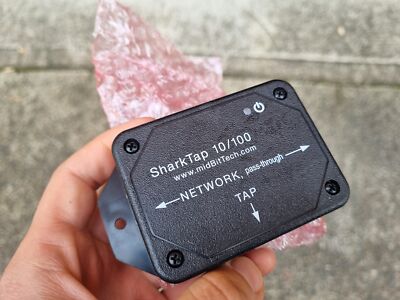 SharkTap 10/100
www.midBitTech.com
NETWORK, pass-through
TAP